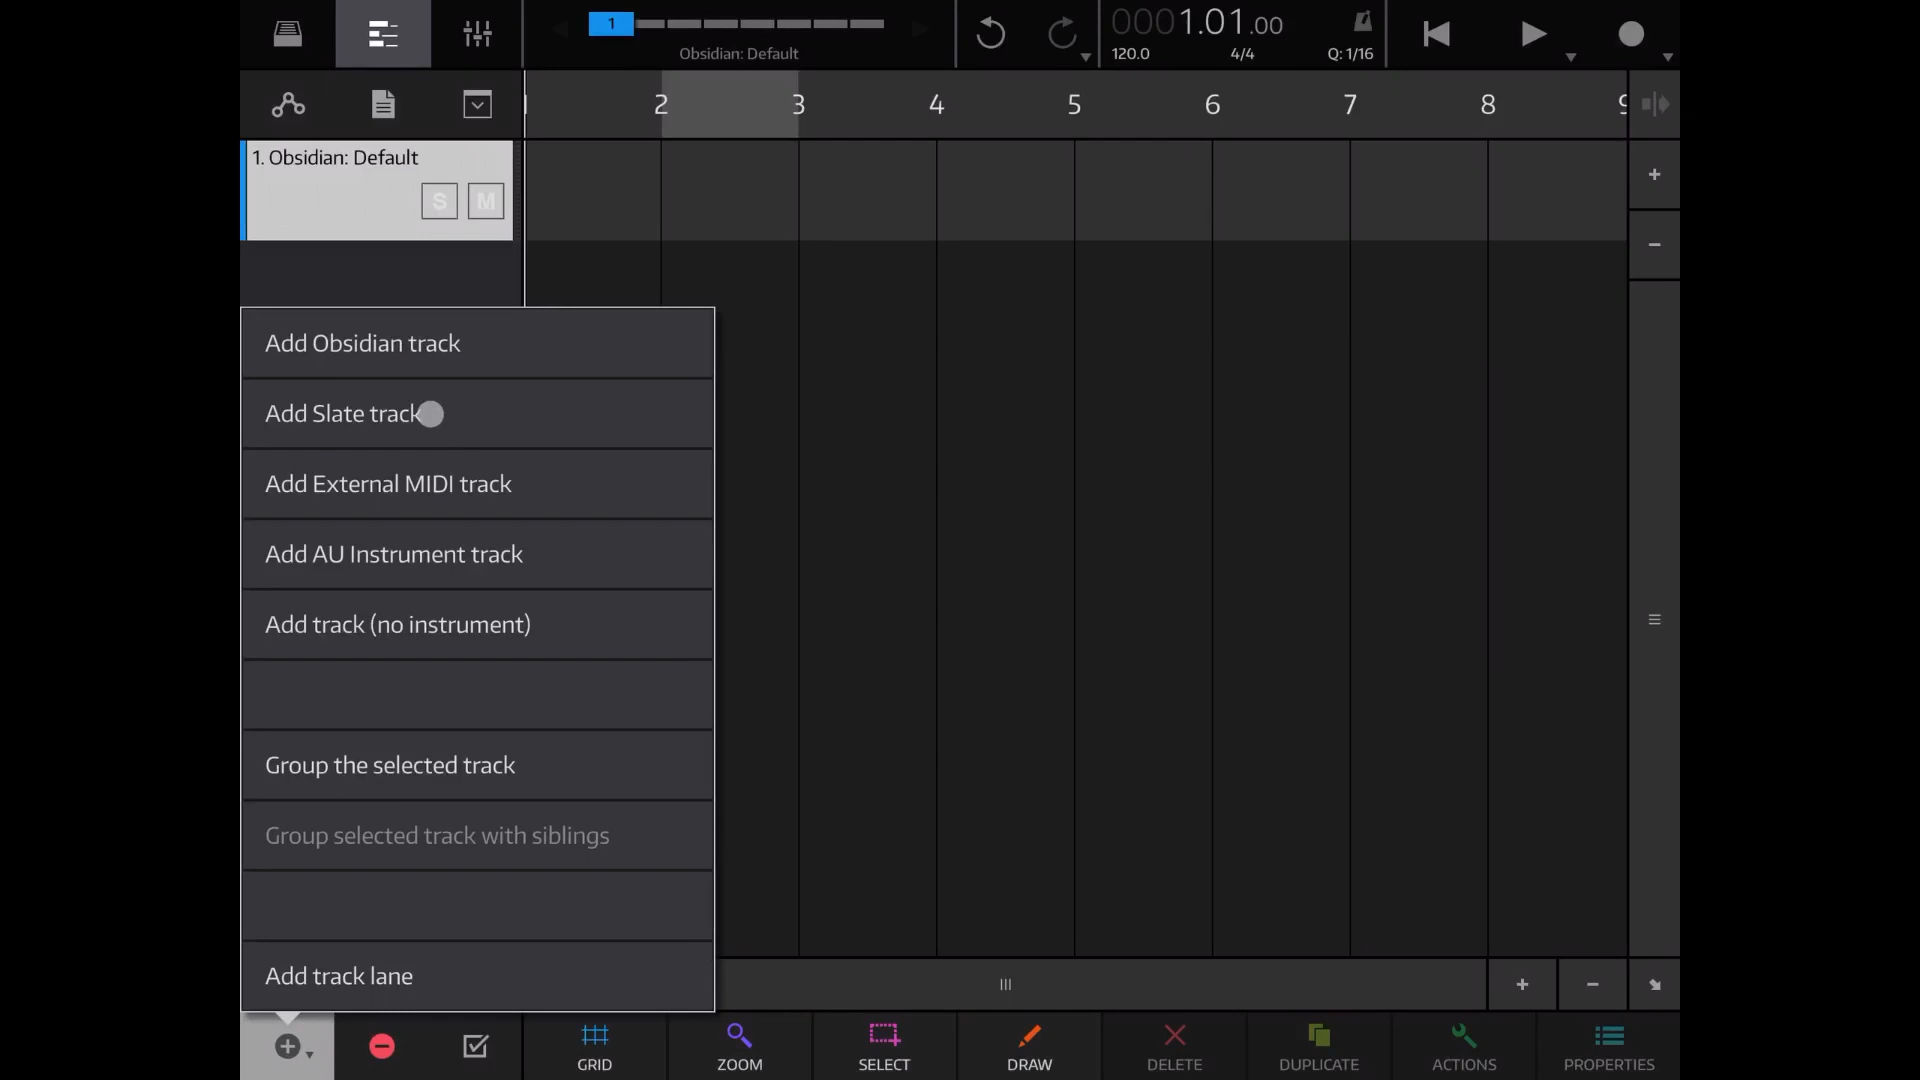 1
Obsidian: Default
0001.01.00
120.0 4/4 Q: 1/16
2 3 4 5 6 7 8
1. Obsidian: Default
S M
+
−
Add Obsidian track
Add Slate track
Add External MIDI track
Add AU Instrument track
Add track (no instrument)
Group the selected track
Group selected track with siblings
Add track lane
+ −
GRID ZOOM SELECT DRAW DELETE DUPLICATE ACTIONS PROPERTIES